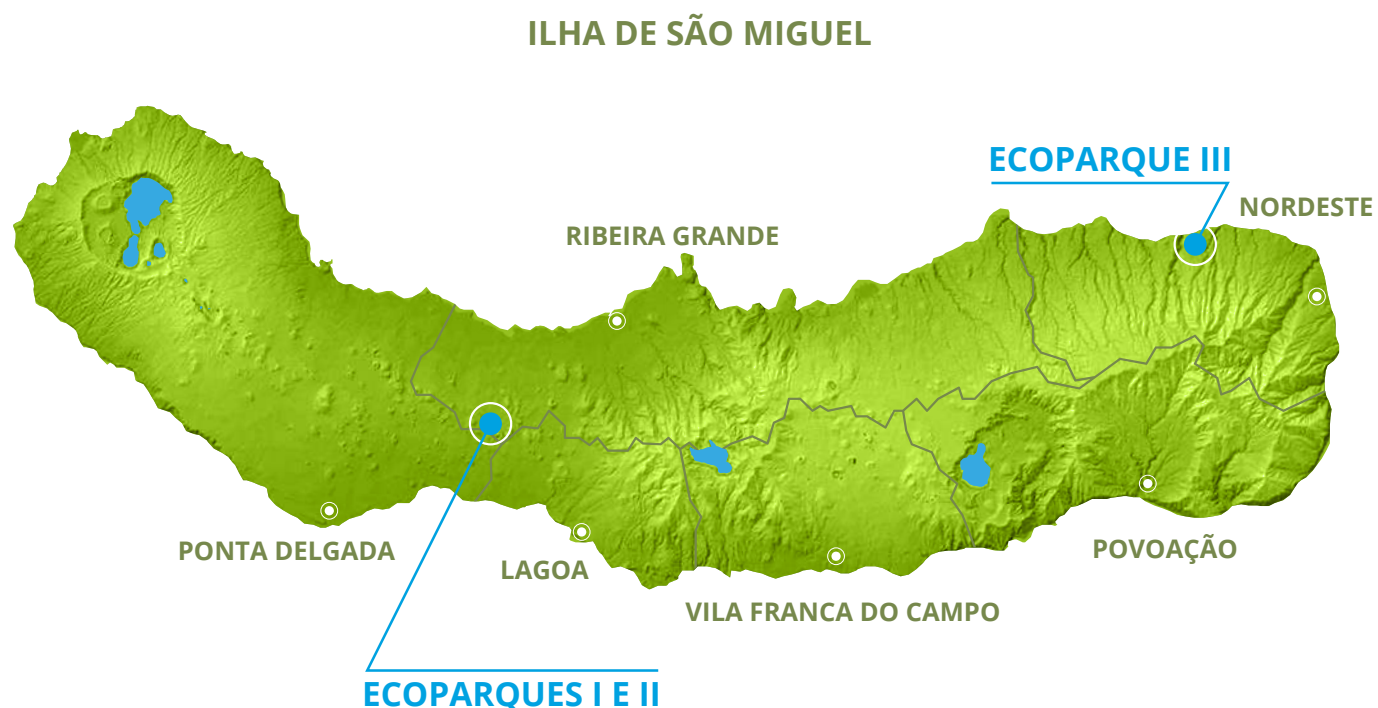 ILHA DE SÃO MIGUEL
ECOPARQUE III
NORDESTE
RIBEIRA GRANDE
PONTA DELGADA
LAGOA
POVOAÇÃO
VILA FRANCA DO CAMPO
ECOPARQUES I E II